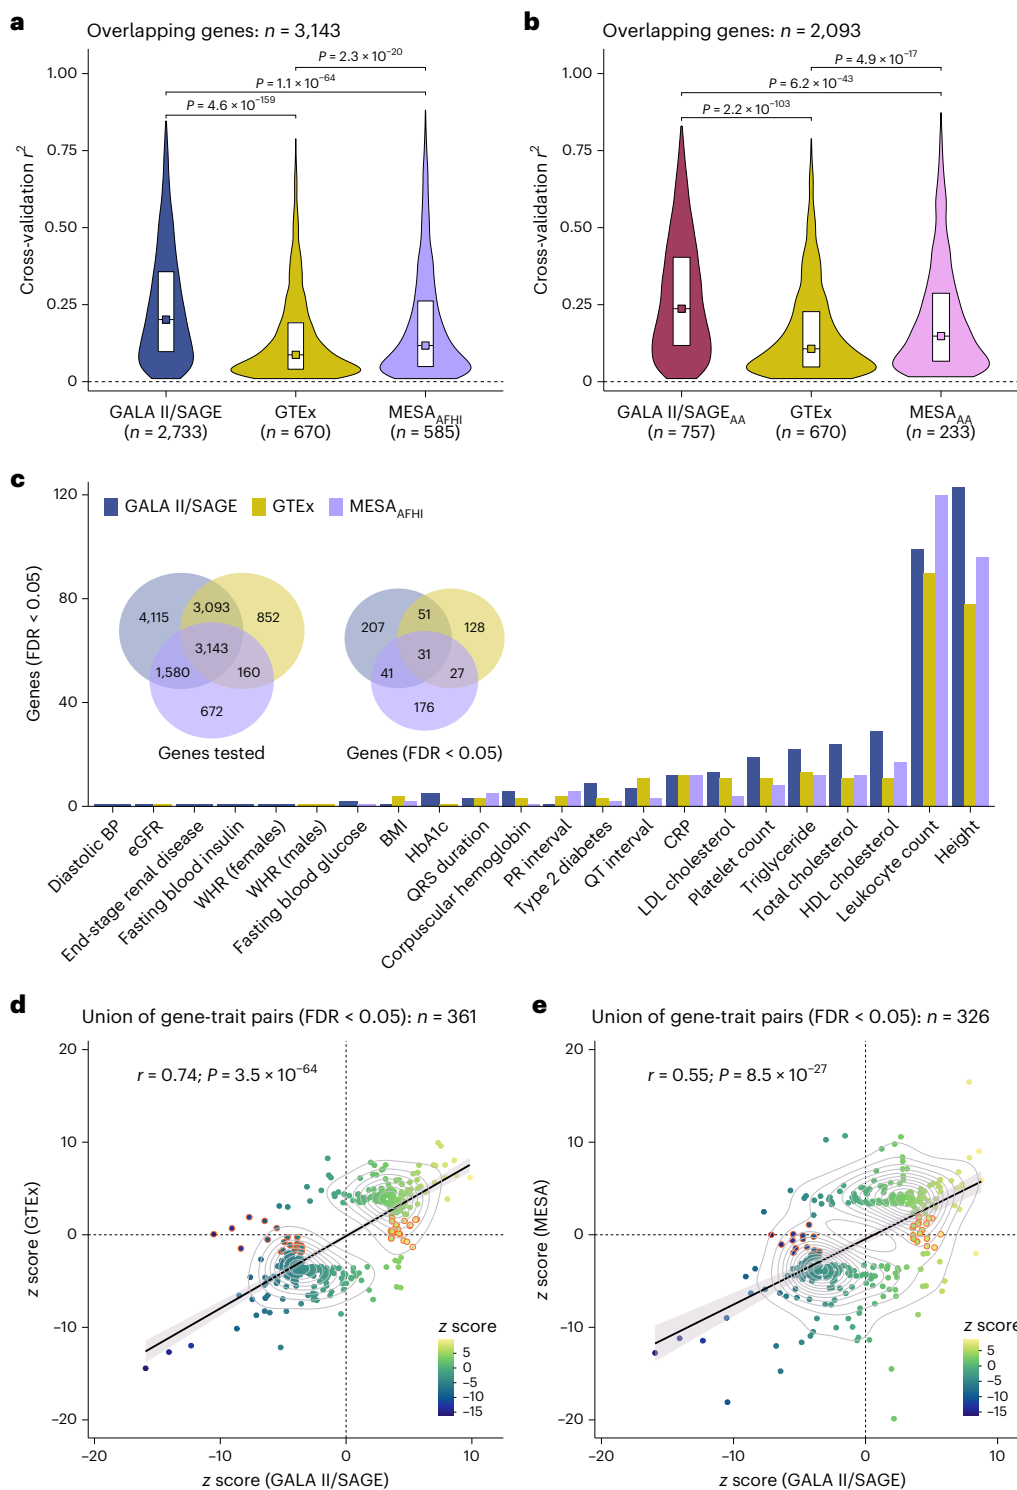 a
Overlapping genes: n = 3,143
P = 2.3 × 10⁻²⁰
P = 1.1 × 10⁻⁶⁴
P = 4.6 × 10⁻¹⁵⁹
Cross-validation r²
1.00
0.75
0.50
0.25
0
GALA II/SAGE
(n = 2,733)
GTEx
(n = 670)
MESA_AFHI
(n = 585)
b
Overlapping genes: n = 2,093
P = 4.9 × 10⁻¹⁷
P = 6.2 × 10⁻⁴³
P = 2.2 × 10⁻¹⁰³
Cross-validation r²
1.00
0.75
0.50
0.25
0
GALA II/SAGE_AA
(n = 757)
GTEx
(n = 670)
MESA_AA
(n = 233)
c
Genes (FDR < 0.05)
120
80
40
0
GALA II/SAGE GTEx MESA_AFHI
4,115 3,093 852
3,143
1,580 160
672
Genes tested
207 51 128
31
41 27
176
Genes (FDR < 0.05)
Diastolic BP
eGFR
End-stage renal disease
Fasting blood insulin
WHR (females)
WHR (males)
Fasting blood glucose
BMI
HbA1c
QRS duration
Corpuscular hemoglobin
PR interval
Type 2 diabetes
QT interval
CRP
LDL cholesterol
Platelet count
Triglyceride
Total cholesterol
HDL cholesterol
Leukocyte count
Height
d
Union of gene-trait pairs (FDR < 0.05): n = 361
r = 0.74; P = 3.5 × 10⁻⁶⁴
z score (GTEx)
20
10
0
−10
−20
−20 −10 0 10
z score (GALA II/SAGE)
z score
5
0
−5
−10
−15
e
Union of gene-trait pairs (FDR < 0.05): n = 326
r = 0.55; P = 8.5 × 10⁻²⁷
z score (MESA)
20
10
0
−10
−20
−20 −10 0 10
z score (GALA II/SAGE)
z score
5
0
−5
−10
−15